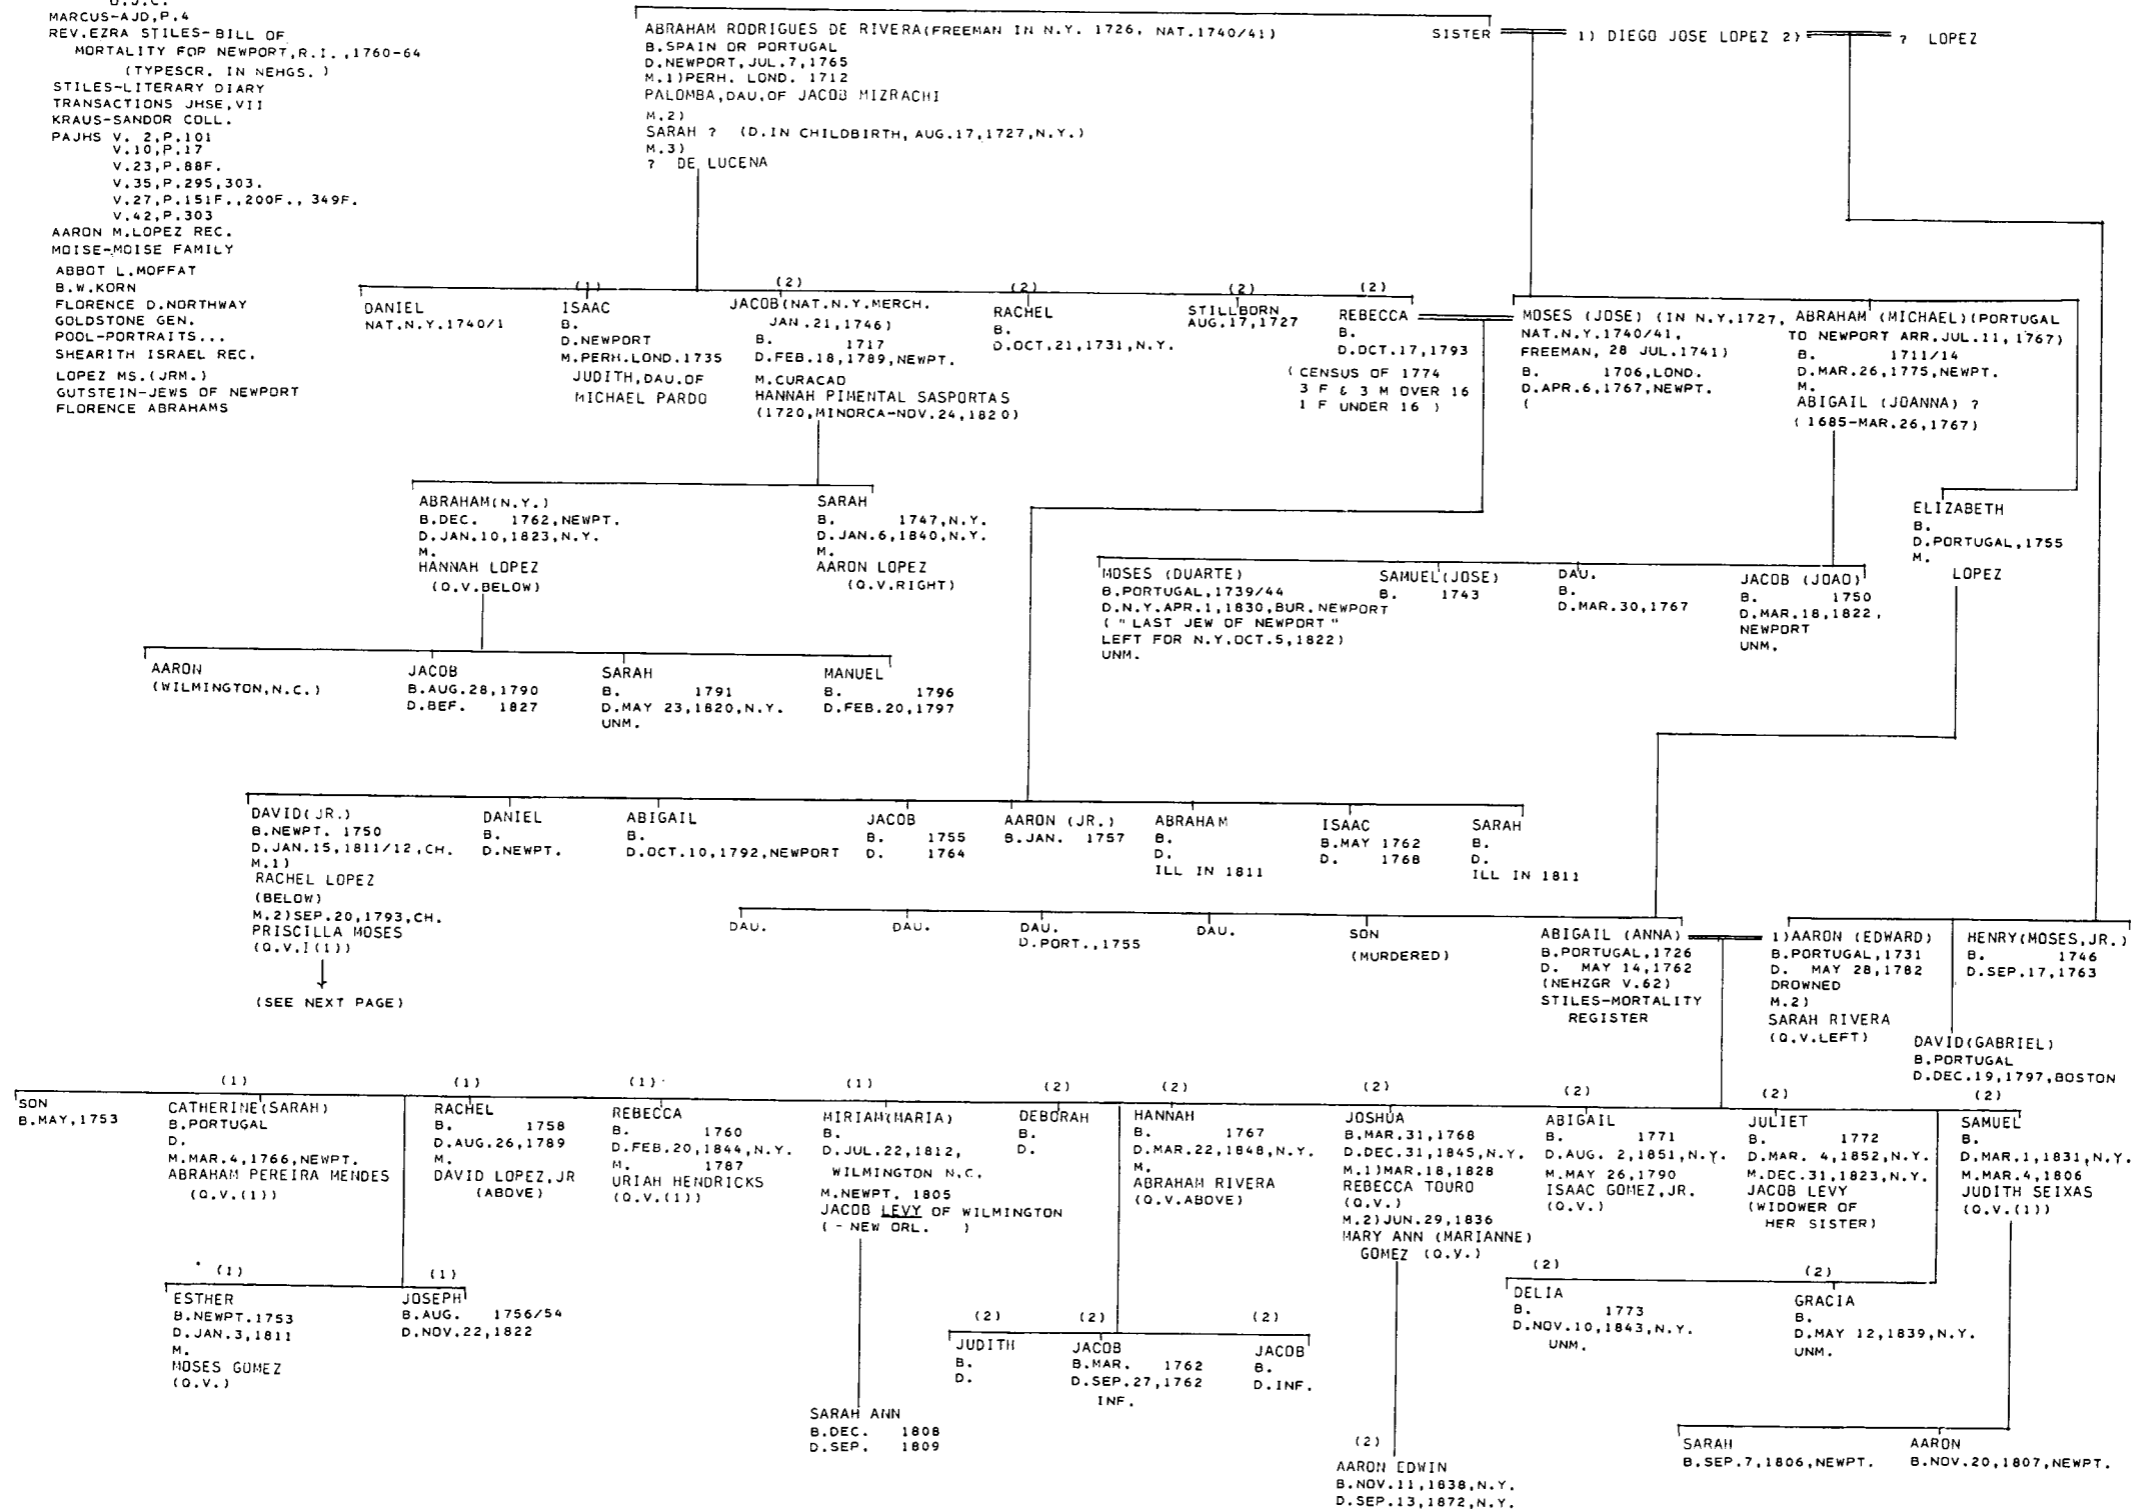 MARCUS-AJD,P.4
REV.EZRA STILES-BILL OF
MORTALITY FOR NEWPORT,R.I.,1760-64
(TYPESCR. IN NEHGS.)
STILES-LITERARY DIARY
TRANSACTIONS JHSE,VII
KRAUS-SANDOR COLL.
PAJHS V. 2,P.101
V.10,P.17
V.23,P.88F.
V.35,P.295,303.
V.27,P.151F.,200F., 349F.
V.42,P.303
AARON M.LOPEZ REC.
MOISE-MOISE FAMILY
ABBOT L.MOFFAT
B.W.KORN
FLORENCE D.NORTHWAY
GOLDSTONE GEN.
POOL-PORTRAITS...
SHEARITH ISRAEL REC.
LOPEZ MS.(JRM.)
GUTSTEIN-JEWS OF NEWPORT
FLORENCE ABRAHAMS
ABRAHAM RODRIGUES DE RIVERA(FREEMAN IN N.Y. 1726, NAT.1740/41)
B.SPAIN OR PORTUGAL
D.NEWPORT,JUL.7,1765
M.1)PERH. LOND. 1712
PALOMBA,DAU.OF JACOB MIZRACHI
M.2)
SARAH ? (D.IN CHILDBIRTH, AUG.17,1727,N.Y.)
M.3)
? DE LUCENA
SISTER
1) DIEGO JOSE LOPEZ 2)
? LOPEZ
DANIEL
NAT.N.Y.1740/1
(1)
ISAAC
B.
D.NEWPORT
M.PERH.LOND.1735
JUDITH,DAU.OF
MICHAEL PARDO
(2)
JACOB(NAT.N.Y.MERCH.
JAN.21,1746)
B. 1717
D.FEB.18,1789,NEWPT.
M.CURACAO
HANNAH PIMENTAL SASPORTAS
(1720,MINORCA-NOV.24,1820)
(2)
RACHEL
B.
D.OCT.21,1731,N.Y.
(2)
STILLBORN
AUG.17,1727
(2)
REBECCA
B.
D.OCT.17,1793
(CENSUS OF 1774
3 F & 3 M OVER 16
1 F UNDER 16 )
MOSES (JOSE) (IN N.Y.1727,
NAT.N.Y.1740/41,
FREEMAN, 28 JUL.1741)
B. 1706,LOND.
D.APR.6,1767,NEWPT.
(
ABRAHAM (MICHAEL)(PORTUGAL
TO NEWPORT ARR.JUL.11, 1767)
B. 1711/14
D.MAR.26,1775,NEWPT.
M.
ABIGAIL (JOANNA) ?
( 1685-MAR.26,1767)
ABRAHAM(N.Y.)
B.DEC. 1762,NEWPT.
D.JAN.10,1823,N.Y.
M.
HANNAH LOPEZ
(Q.V.BELOW)
SARAH
B. 1747,N.Y.
D.JAN.6,1840,N.Y.
M.
AARON LOPEZ
(Q.V.RIGHT)
ELIZABETH
B.
D.PORTUGAL,1755
M.
LOPEZ
MOSES (DUARTE)
B.PORTUGAL,1739/44
D.N.Y.APR.1,1830,BUR.NEWPORT
( "LAST JEW OF NEWPORT"
LEFT FOR N.Y.OCT.5,1822)
UNM.
SAMUEL(JOSE)
B. 1743
DAU.
B.
D.MAR.30,1767
JACOB (JOAO)
B. 1750
D.MAR.18,1822,
NEWPORT
UNM.
AARON
(WILMINGTON,N.C.)
JACOB
B.AUG.28,1790
D.BEF. 1827
SARAH
B. 1791
D.MAY 23,1820,N.Y.
UNM.
MANUEL
B. 1796
D.FEB.20,1797
DAVID(JR.)
B.NEWPT. 1750
D.JAN.15,1811/12,CH.
M.1)
RACHEL LOPEZ
(BELOW)
M.2)SEP.20,1793,CH.
PRISCILLA MOSES
(Q.V.I(1))
(SEE NEXT PAGE)
DANIEL
B.
D.NEWPT.
ABIGAIL
B.
D.OCT.10,1792,NEWPORT
JACOB
B. 1755
D. 1764
AARON (JR.)
B.JAN. 1757
ABRAHAM
B.
D.
ILL IN 1811
ISAAC
B.MAY 1762
D. 1768
SARAH
B.
D.
ILL IN 1811
DAU.
DAU.
DAU.
D.PORT.,1755
DAU.
SON
(MURDERED)
ABIGAIL (ANNA)
B.PORTUGAL,1726
D. MAY 14,1762
(NEHZGR V.62)
STILES-MORTALITY
REGISTER
1)AARON (EDWARD)
B.PORTUGAL,1731
D. MAY 28,1782
DROWNED
M.2)
SARAH RIVERA
(Q.V.LEFT)
HENRY(MOSES,JR.)
B. 1746
D.SEP.17,1763
DAVID(GABRIEL)
B.PORTUGAL
D.DEC.19,1797,BOSTON
SON
B.MAY,1753
(1)
CATHERINE(SARAH)
B.PORTUGAL
D.
M.MAR.4,1766,NEWPT.
ABRAHAM PEREIRA MENDES
(Q.V.(1))
(1)
RACHEL
B. 1758
D.AUG.26,1789
M.
DAVID LOPEZ,JR
(ABOVE)
(1)
REBECCA
B. 1760
D.FEB.20,1844,N.Y.
M. 1787
URIAH HENDRICKS
(Q.V.(1))
(1)
MIRIAM(MARIA)
B.
D.JUL.22,1812,
WILMINGTON N.C.
M.NEWPT. 1805
JACOB LEVY OF WILMINGTON
( - NEW ORL. )
(2)
DEBORAH
B.
D.
(2)
HANNAH
B. 1767
D.MAR.22,1848,N.Y.
M.
ABRAHAM RIVERA
(Q.V.ABOVE)
(2)
JOSHUA
B.MAR.31,1768
D.DEC.31,1845,N.Y.
M.1)MAR.18,1828
REBECCA TOURO
(Q.V.)
M.2)JUN.29,1836
MARY ANN (MARIANNE)
GOMEZ (Q.V.)
(2)
ABIGAIL
B. 1771
D.AUG. 2,1851,N.Y.
M.MAY 26,1790
ISAAC GOMEZ,JR.
(Q.V.)
(2)
JULIET
B. 1772
D.MAR. 4,1852,N.Y.
M.DEC.31,1823,N.Y.
JACOB LEVY
(WIDOWER OF
HER SISTER)
(2)
SAMUEL
B.
D.MAR.1,1831,N.Y.
M.MAR.4,1806
JUDITH SEIXAS
(Q.V.(1))
(1)
ESTHER
B.NEWPT.1753
D.JAN.3,1811
M.
MOSES GOMEZ
(Q.V.)
(1)
JOSEPH
B.AUG. 1756/54
D.NOV.22,1822
(2)
JUDITH
B.
D.
(2)
JACOB
B.MAR. 1762
D.SEP.27,1762
INF.
(2)
JACOB
B.
D.INF.
(2)
DELIA
B. 1773
D.NOV.10,1843,N.Y.
UNM.
(2)
GRACIA
B.
D.MAY 12,1839,N.Y.
UNM.
SARAH ANN
B.DEC. 1808
D.SEP. 1809
(2)
AARON EDWIN
B.NOV.11,1838,N.Y.
D.SEP.13,1872,N.Y.
SARAH
B.SEP.7,1806,NEWPT.
AARON
B.NOV.20,1807,NEWPT.